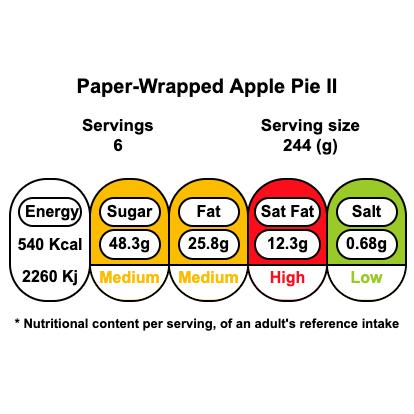 Paper-Wrapped Apple Pie II
Servings Serving size
6 244 (g)
Energy Sugar Fat Sat Fat Salt
540 Kcal 48.3g 25.8g 12.3g 0.68g
2260 Kj Medium Medium High Low
* Nutritional content per serving, of an adult's reference intake